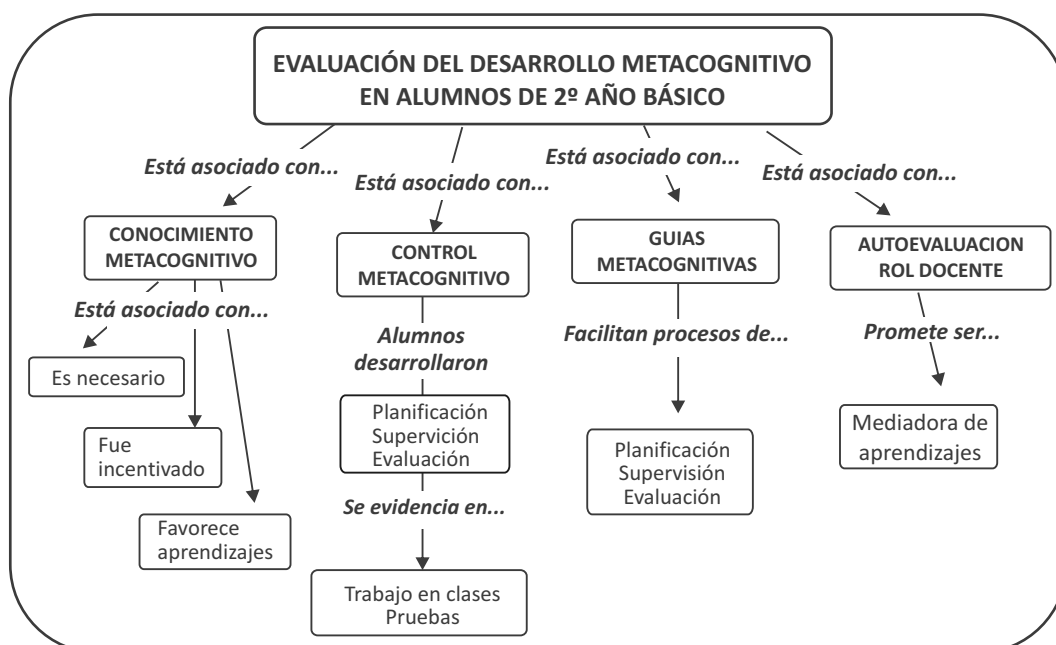 EVALUACIÓN DEL DESARROLLO METACOGNITIVO
EN ALUMNOS DE 2º AÑO BÁSICO
Está asociado con...
Está asociado con...
Está asociado con...
Está asociado con...
CONOCIMIENTO
METACOGNITIVO
Está asociado con...
Es necesario
Fue
incentivado
Favorece
aprendizajes
CONTROL
METACOGNITIVO
Alumnos
desarrollaron
Planificación
Supervición
Evaluación
Se evidencia en...
Trabajo en clases
Pruebas
GUIAS
METACOGNITIVAS
Facilitan procesos de...
Planificación
Supervisión
Evaluación
AUTOEVALUACION
ROL DOCENTE
Promete ser...
Mediadora de
aprendizajes